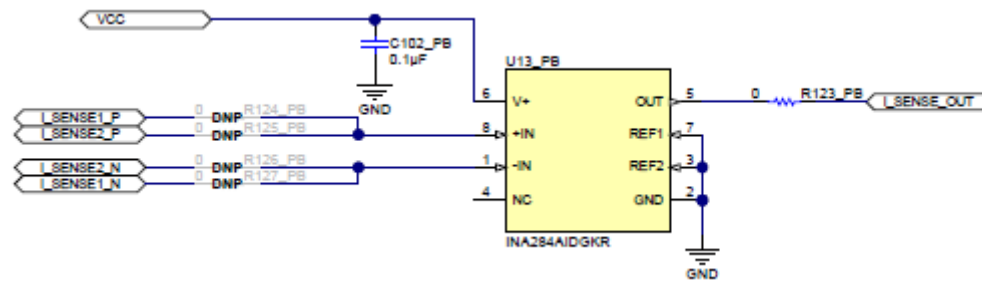 VCC
C102_PB
0.1µF
GND
U13_PB
6 V+ OUT 5 0 R123_PB I_SENSE_OUT
I_SENSE1_P 0 DNP R124_PB
I_SENSE2_P 0 DNP R125_PB 8 +IN REF1 7
I_SENSE2_N 0 DNP R126_PB 1 -IN REF2 3
I_SENSE1_N 0 DNP R127_PB
4 NC GND 2
INA284AIDGKR
GND